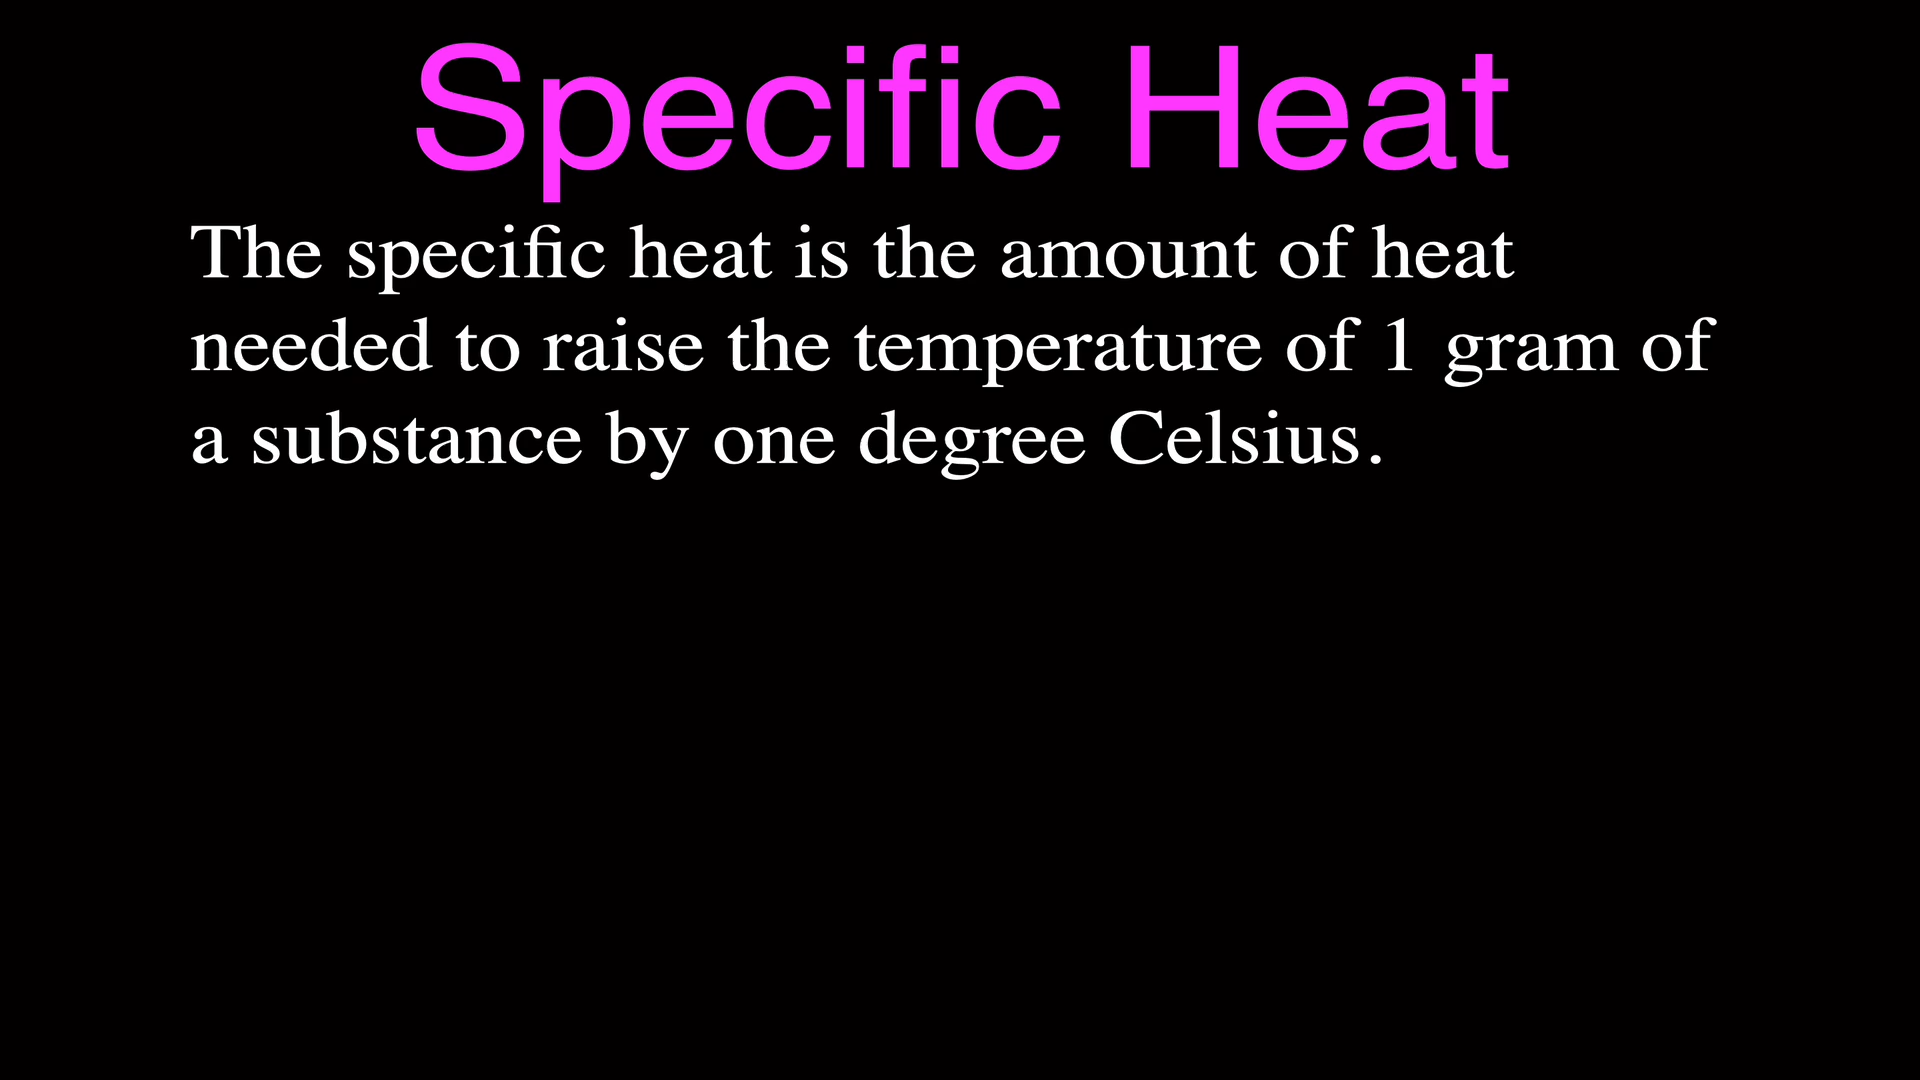 Specific Heat
The specific heat is the amount of heat
needed to raise the temperature of 1 gram of
a substance by one degree Celsius.